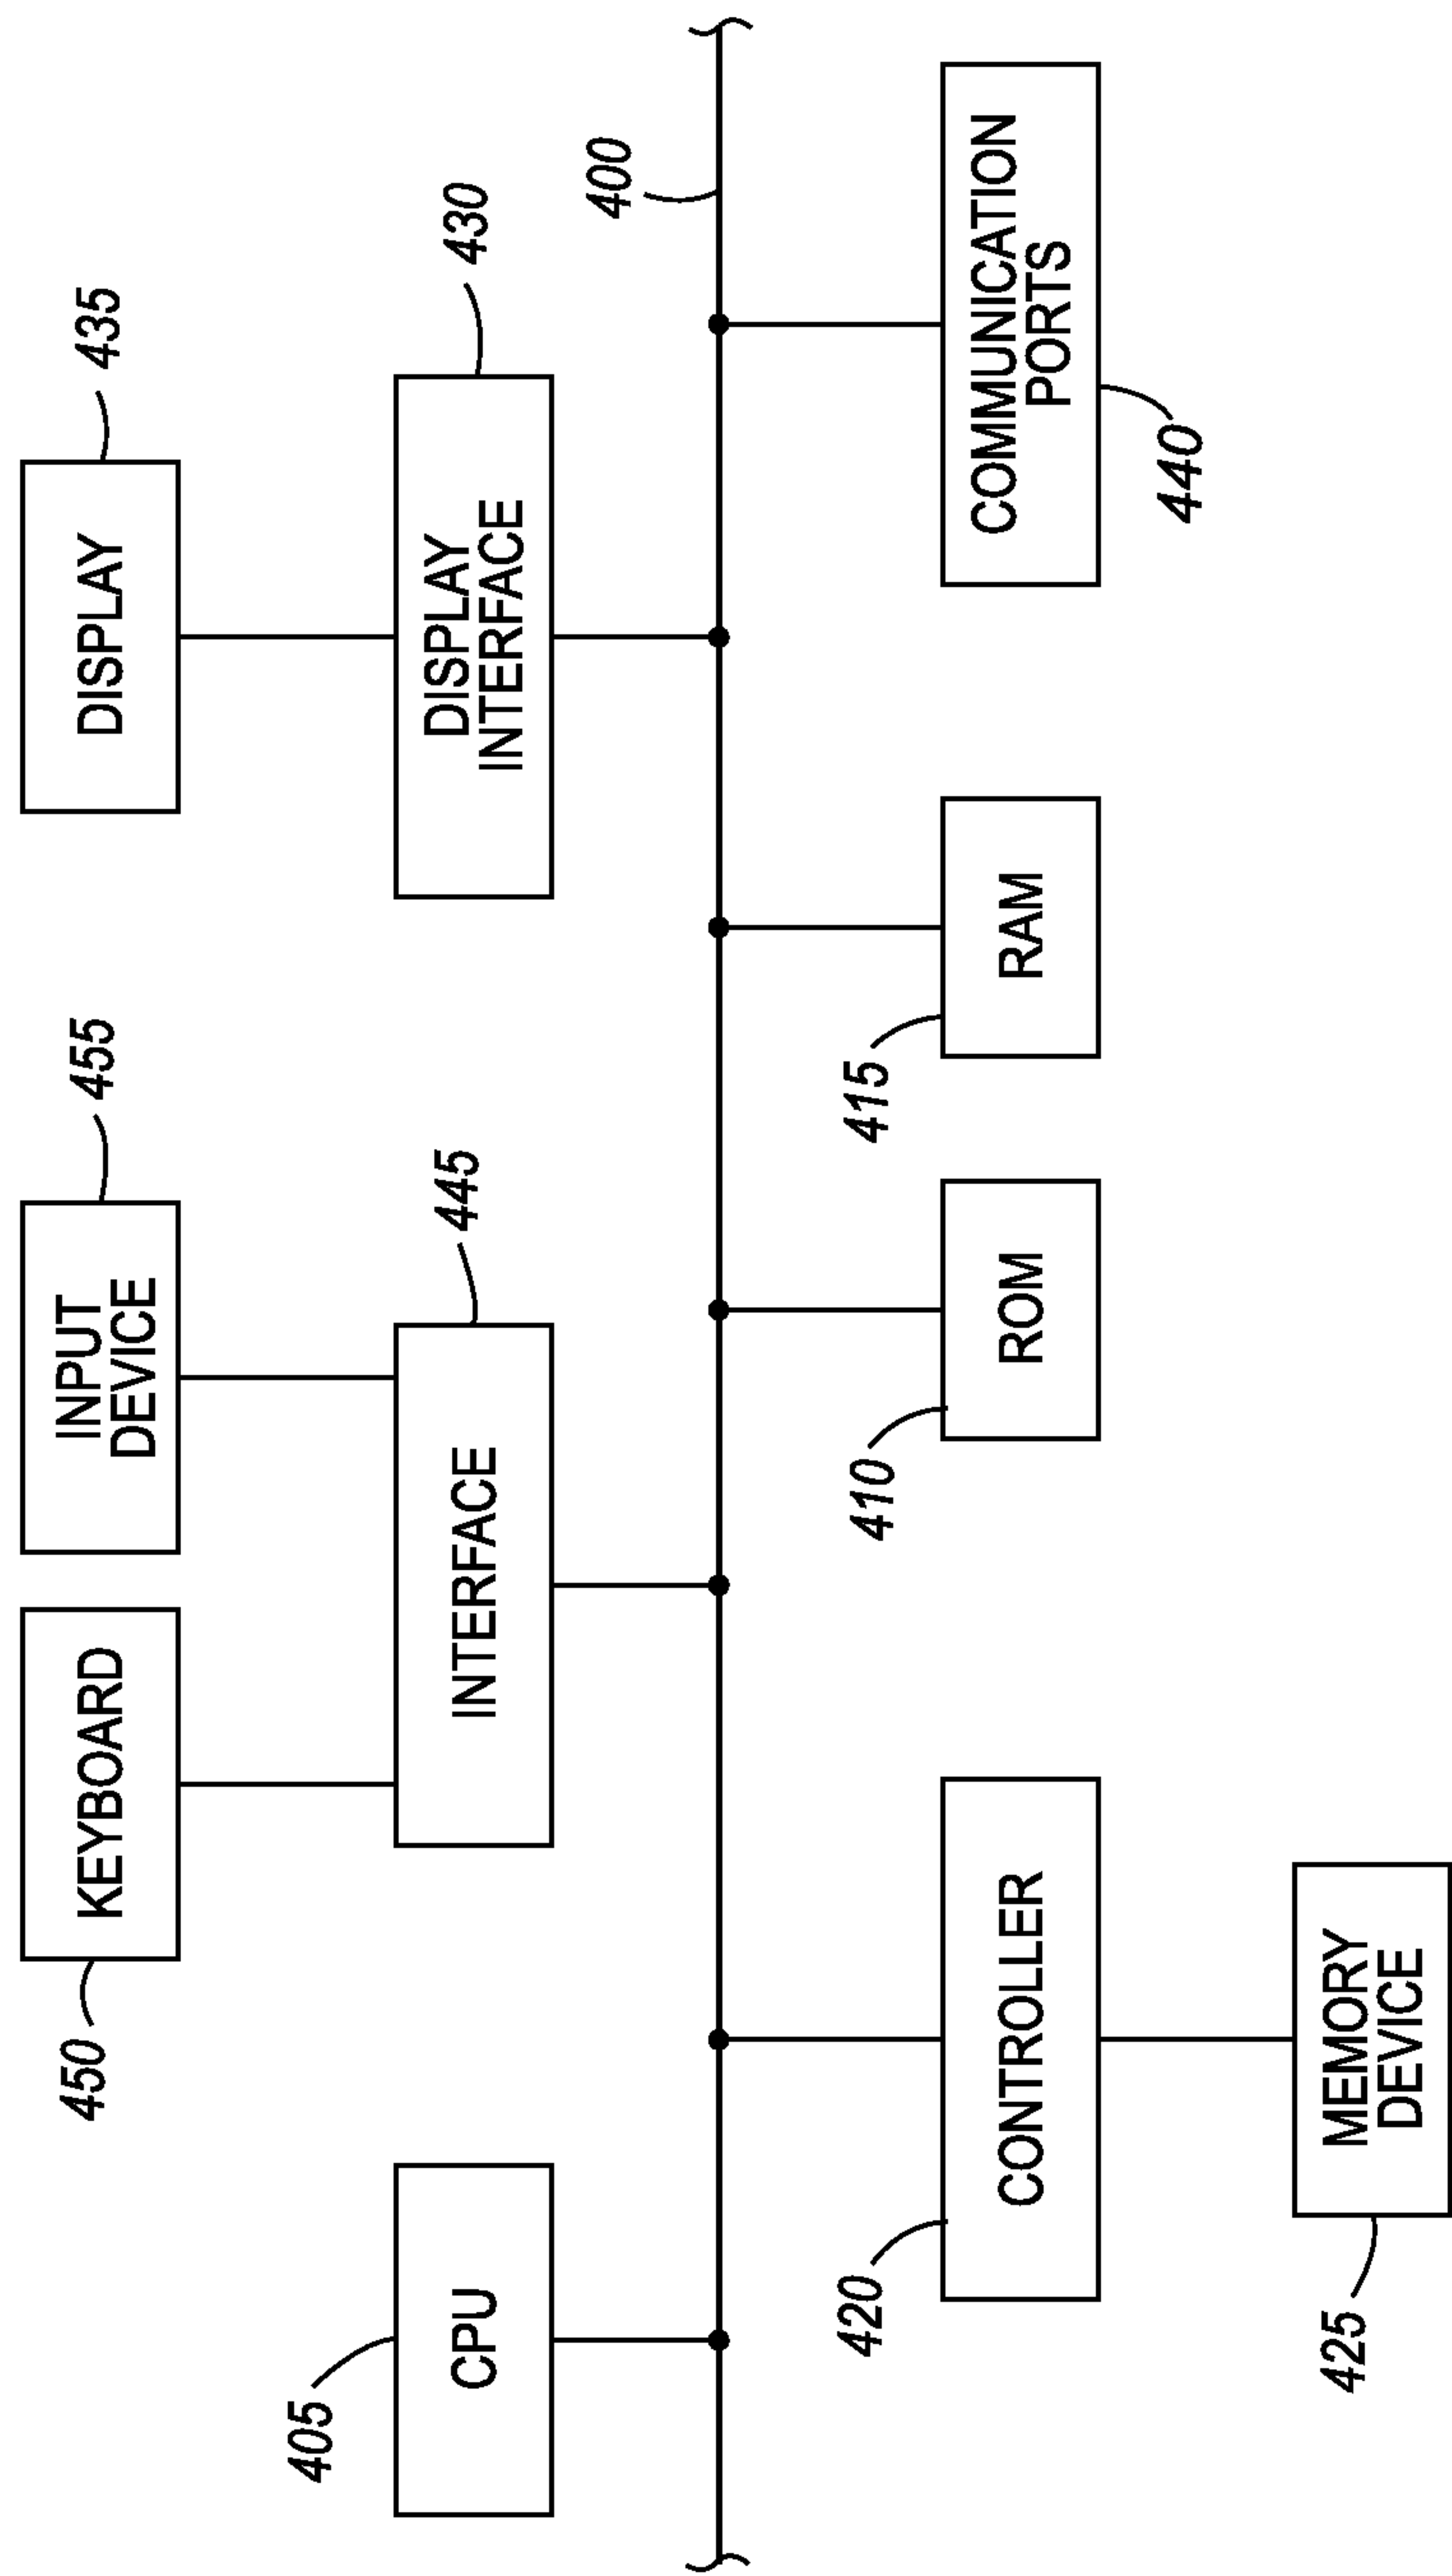 450
KEYBOARD
INPUT
DEVICE
455
DISPLAY
435
405
CPU
INTERFACE
445
DISPLAY
INTERFACE
430
400
420
CONTROLLER
410
ROM
415
RAM
COMMUNICATION
PORTS
440
425
MEMORY
DEVICE